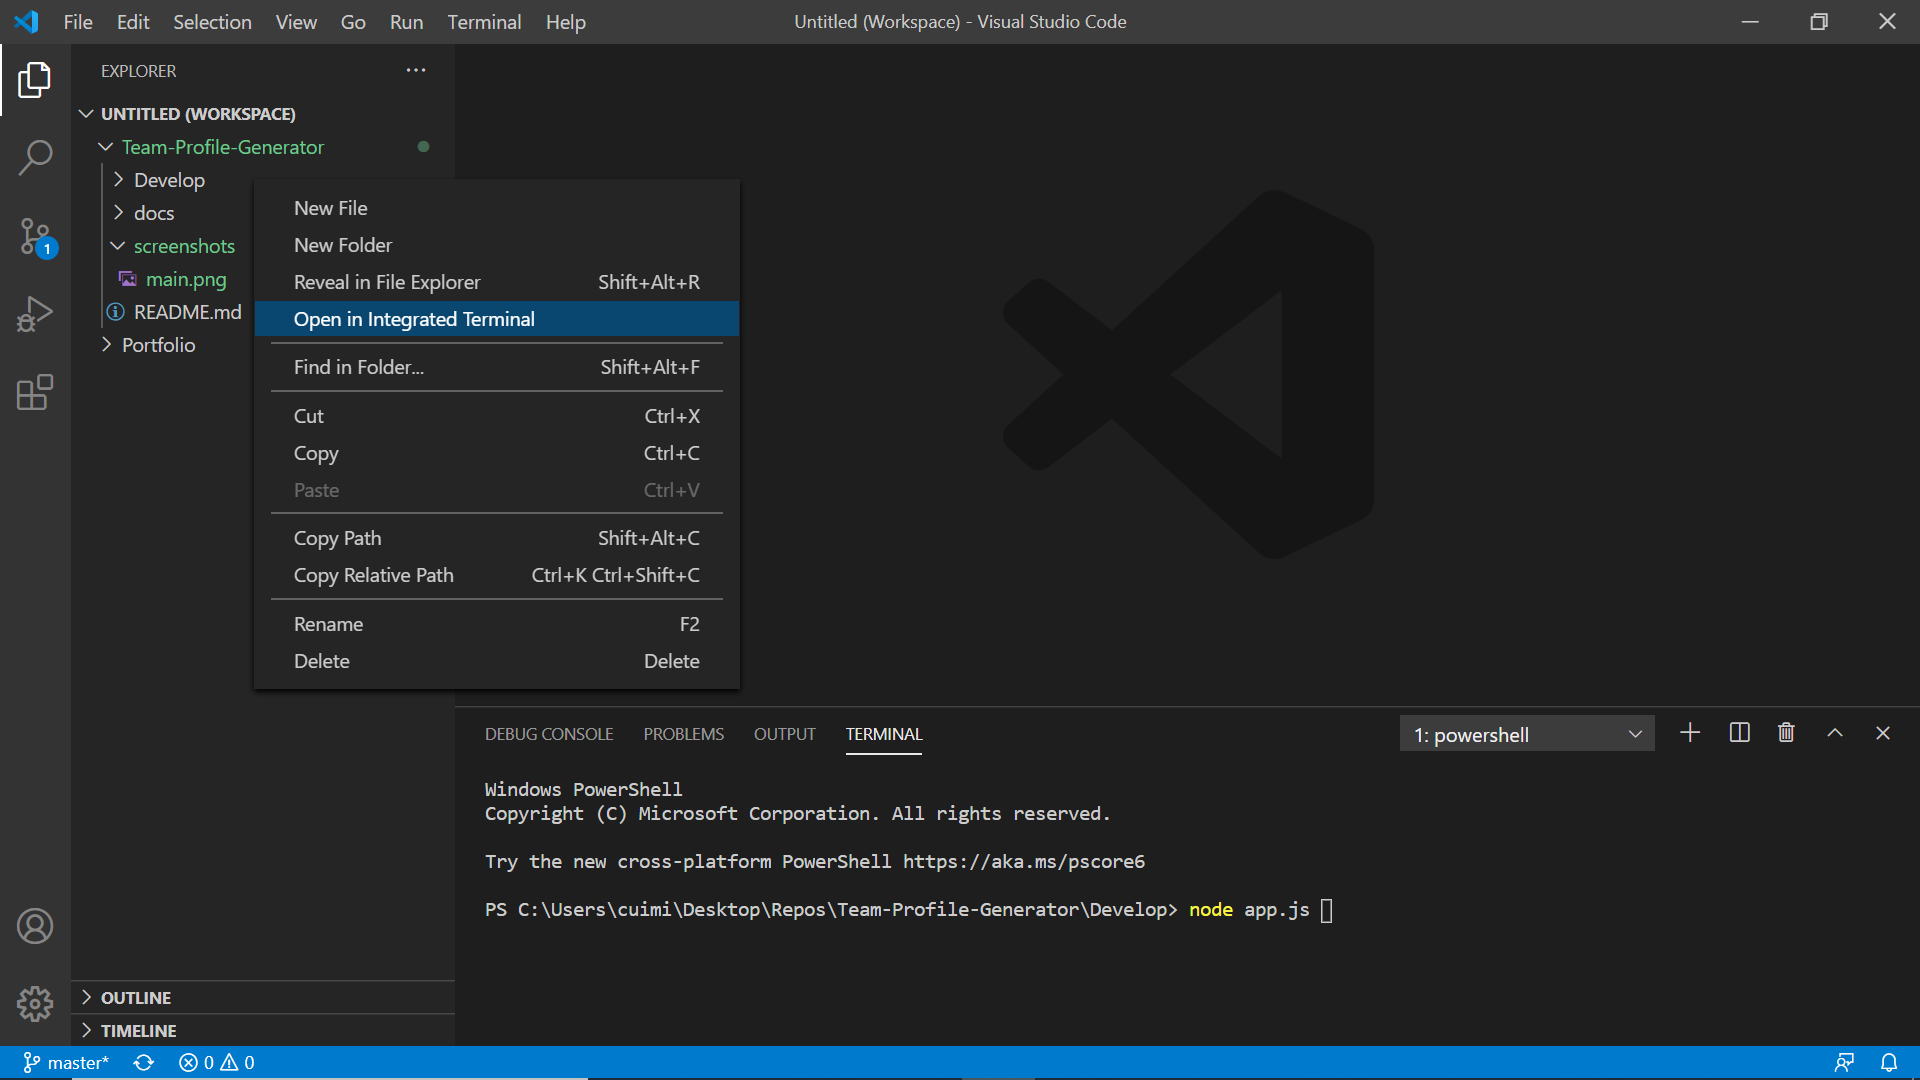 File Edit Selection View Go Run Terminal Help
Untitled (Workspace) - Visual Studio Code
EXPLORER
UNTITLED (WORKSPACE)
Team-Profile-Generator
Develop
docs
screenshots
main.png
README.md
Portfolio
1
New File
New Folder
Reveal in File Explorer Shift+Alt+R
Open in Integrated Terminal
Find in Folder... Shift+Alt+F
Cut Ctrl+X
Copy Ctrl+C
Paste Ctrl+V
Copy Path Shift+Alt+C
Copy Relative Path Ctrl+K Ctrl+Shift+C
Rename F2
Delete Delete
DEBUG CONSOLE PROBLEMS OUTPUT TERMINAL
1: powershell
Windows PowerShell
Copyright (C) Microsoft Corporation. All rights reserved.
Try the new cross-platform PowerShell https://aka.ms/pscore6
PS C:\Users\cuimi\Desktop\Repos\Team-Profile-Generator\Develop> node app.js
OUTLINE
TIMELINE
master* 0 0